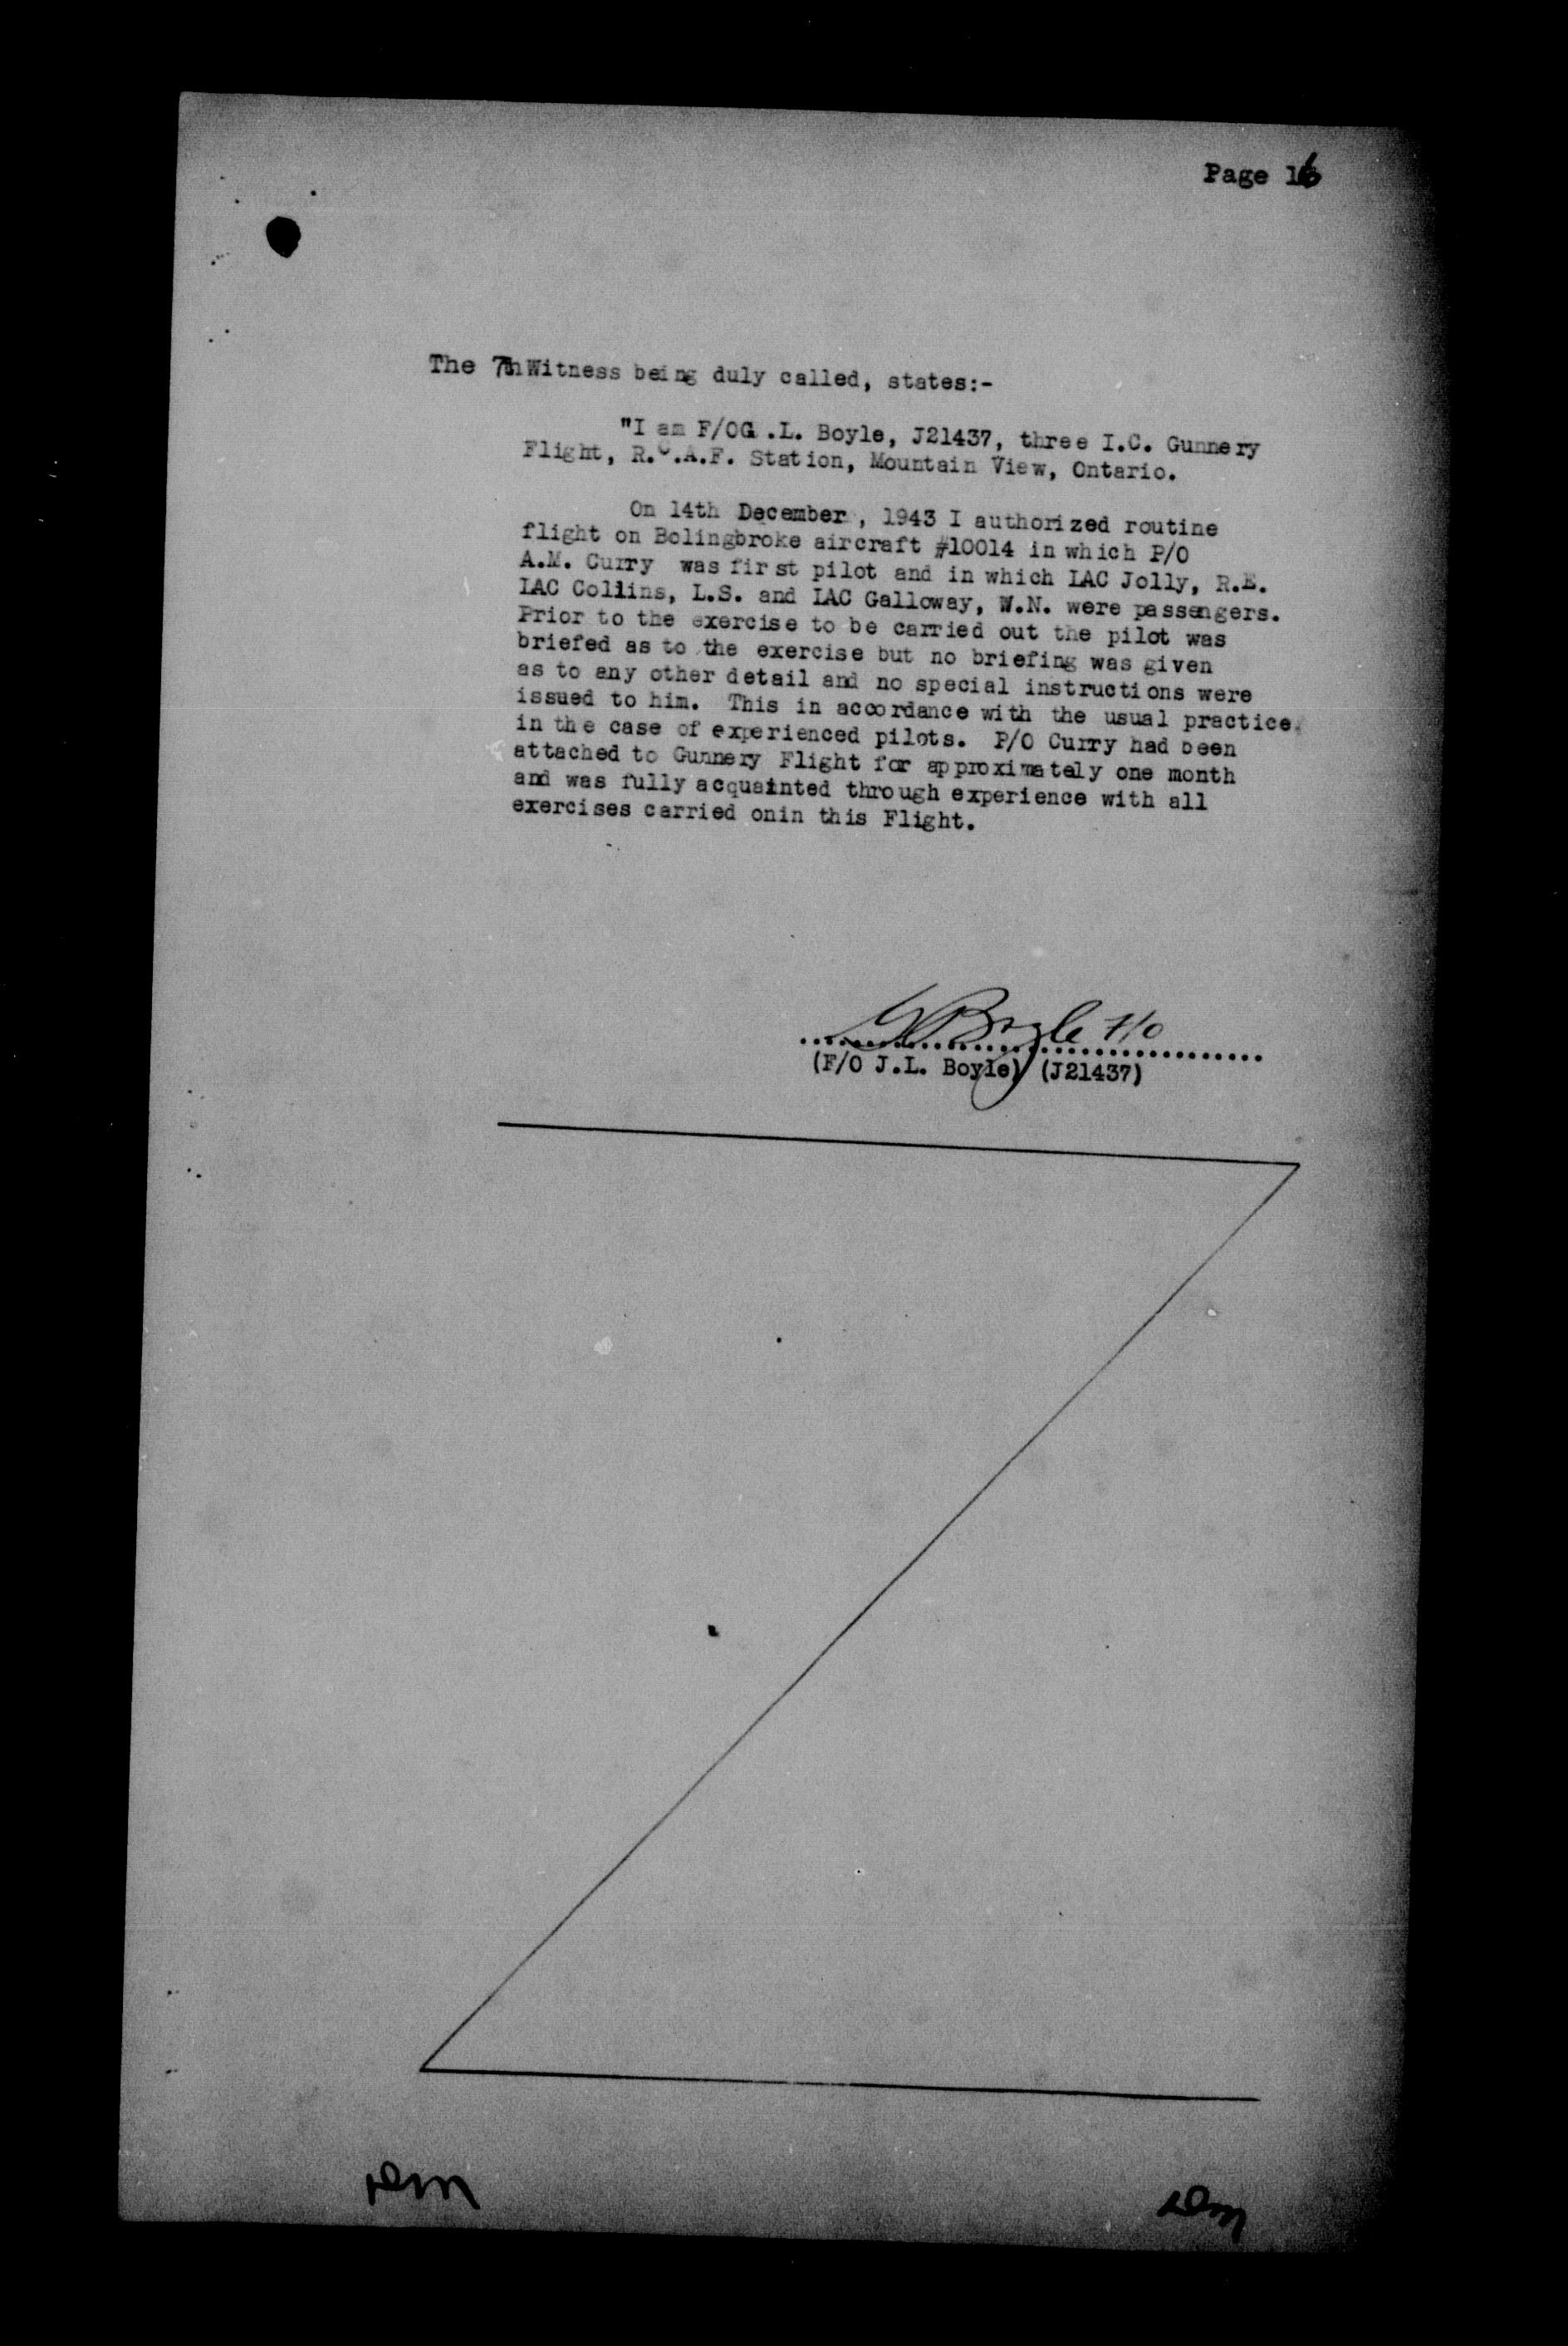 Page 16
The 7th Witness being duly called, states:-
"I am F/O G.L. Boyle, J21437, three I.C. Gunnery
Flight, R.C.A.F. Station, Mountain View, Ontario.
On 14th December, 1943 I authorized routine
flight on Bolingbroke aircraft #10014 in which P/O
A.M. Curry was first pilot and in which LAC Jolly, R.E.
LAC Collins, L.S. and LAC Galloway, W.N. were passengers.
Prior to the exercise to be carried out the pilot was
briefed as to the exercise but no briefing was given
as to any other detail and no special instructions were
issued to him. This in accordance with the usual practice
in the case of experienced pilots. P/O Curry had been
attached to Gunnery Flight for approximately one month
and was fully acquainted through experience with all
exercises carried onin this Flight.
Boyle F/O
(F/O J.L. Boyle) (J21437)